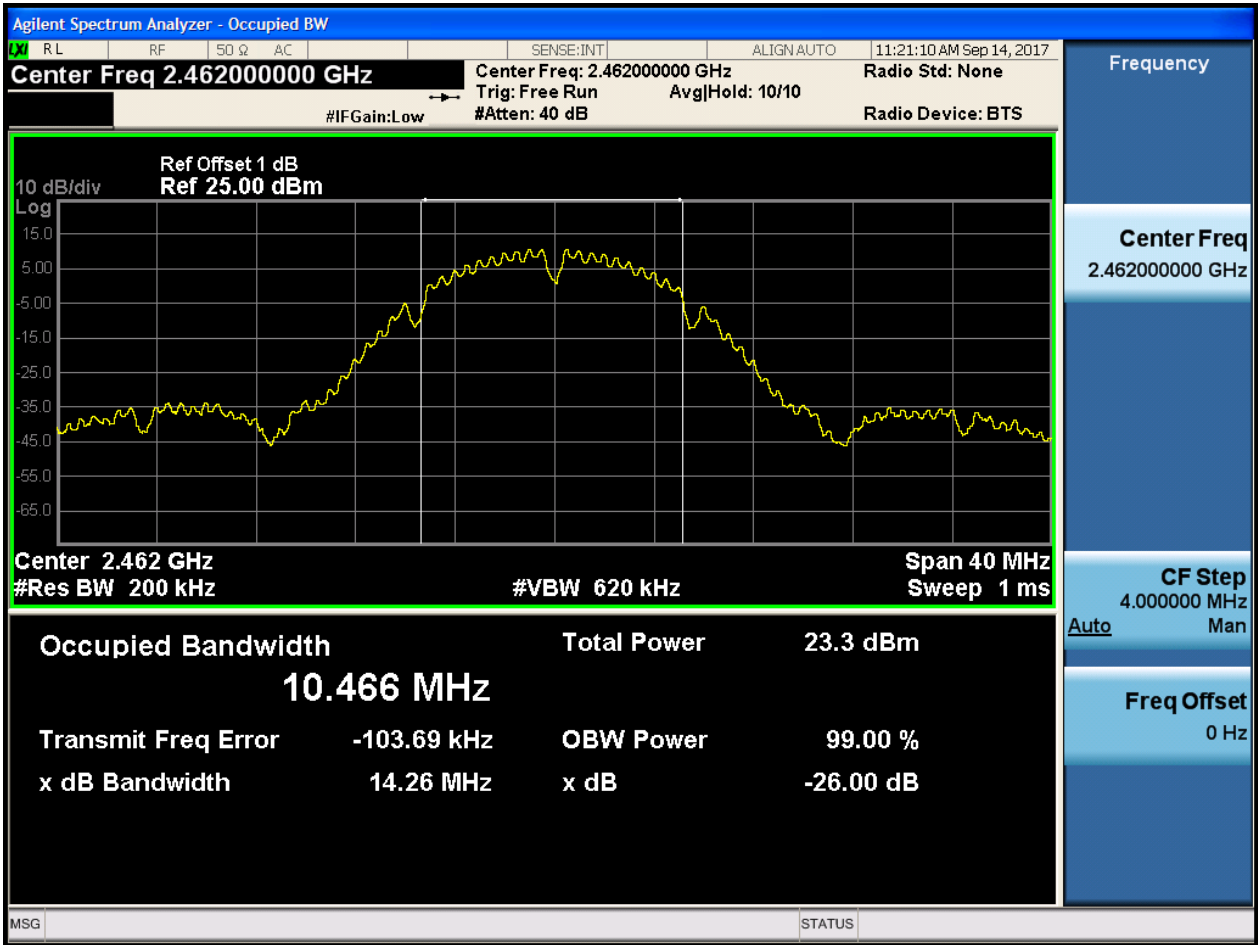 Agilent Spectrum Analyzer - Occupied BW
LXI RL RF 50 Ω AC SENSE:INT ALIGN AUTO 11:21:10 AM Sep 14, 2017
Center Freq 2.462000000 GHz
Center Freq: 2.462000000 GHz
Radio Std: None
Trig: Free Run
Avg|Hold: 10/10
#IFGain:Low
#Atten: 40 dB
Radio Device: BTS
Ref Offset 1 dB
10 dB/div
Ref 25.00 dBm
Log
15.0
5.00
-5.00
-15.0
-25.0
-35.0
-45.0
-55.0
-65.0
Center 2.462 GHz
Span 40 MHz
#Res BW 200 kHz
#VBW 620 kHz
Sweep 1 ms
Occupied Bandwidth
10.466 MHz
Total Power 23.3 dBm
Transmit Freq Error -103.69 kHz
OBW Power 99.00 %
x dB Bandwidth 14.26 MHz
x dB -26.00 dB
Frequency
Center Freq
2.462000000 GHz
CF Step
4.000000 MHz
Auto Man
Freq Offset
0 Hz
MSG
STATUS